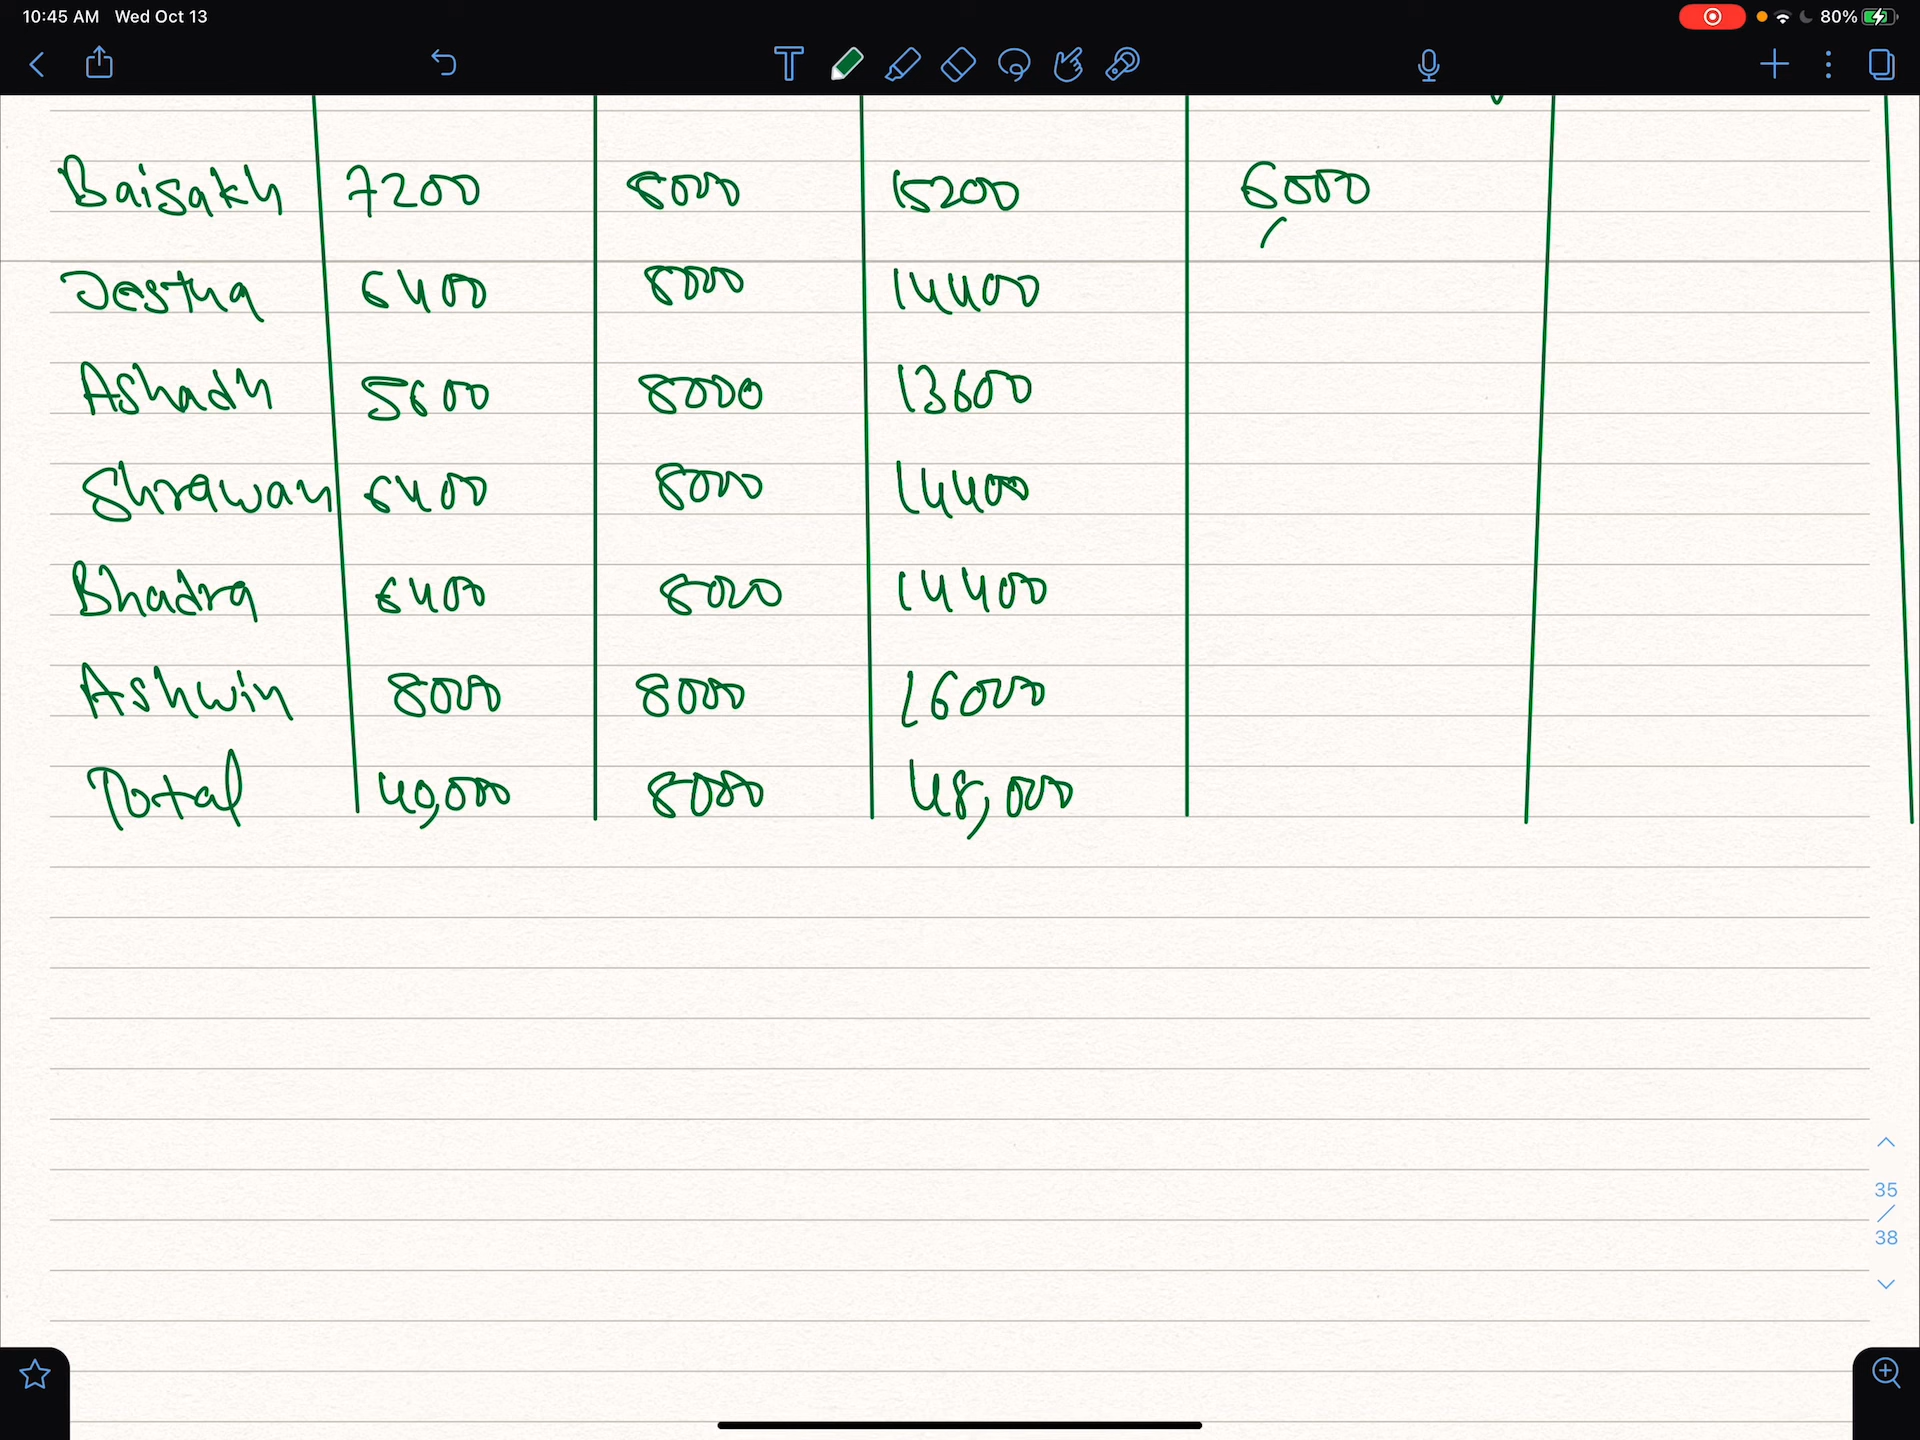 10:45 AM Wed Oct 13 80%
Baisakh 7200 8000 15200 6000
Jestha 6400 8000 14400
Ashadh 5600 8000 13600
Shrawan 6400 8000 14400
Bhadra 6400 8000 14400
Ashwin 8000 8000 16000
Total 40,000 8000 48,000
35
/
38